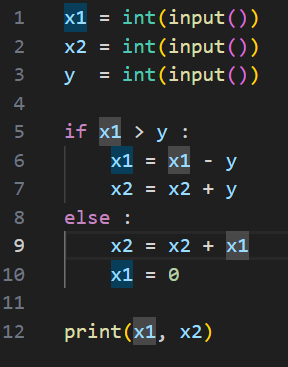 1 x1 = int(input())
2 x2 = int(input())
3 y  = int(input())
4
5 if x1 > y :
6     x1 = x1 - y
7     x2 = x2 + y
8 else :
9     x2 = x2 + x1
10     x1 = 0
11
12 print(x1, x2)